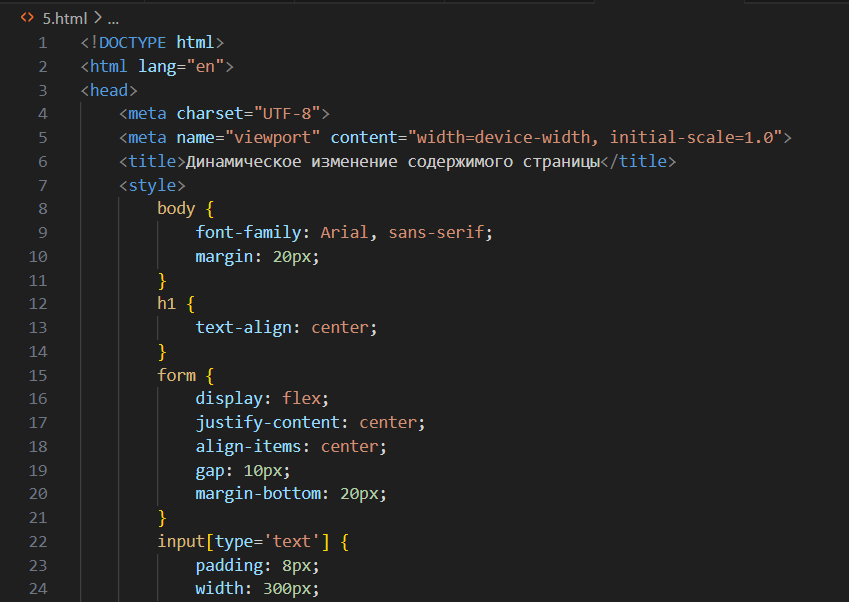 5.html > ...
1 <!DOCTYPE html>
2 <html lang="en">
3 <head>
4 <meta charset="UTF-8">
5 <meta name="viewport" content="width=device-width, initial-scale=1.0">
6 <title>Динамическое изменение содержимого страницы</title>
7 <style>
8 body {
9 font-family: Arial, sans-serif;
10 margin: 20px;
11 }
12 h1 {
13 text-align: center;
14 }
15 form {
16 display: flex;
17 justify-content: center;
18 align-items: center;
19 gap: 10px;
20 margin-bottom: 20px;
21 }
22 input[type='text'] {
23 padding: 8px;
24 width: 300px;